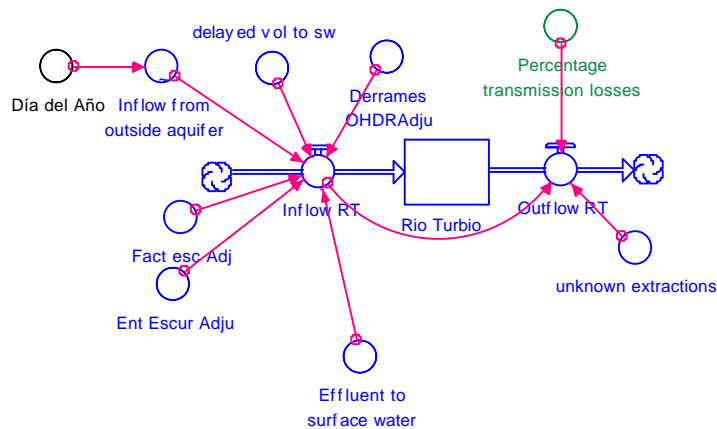 delayed vol to sw
Día del Año
Inflow from
outside aquifer
Derrames
OHDRAdju
Percentage
transmission losses
Inflow RT
Rio Turbio
Outflow RT
Fact esc Adj
Ent Escur Adju
unknown extractions
Effluent to
surface water
~